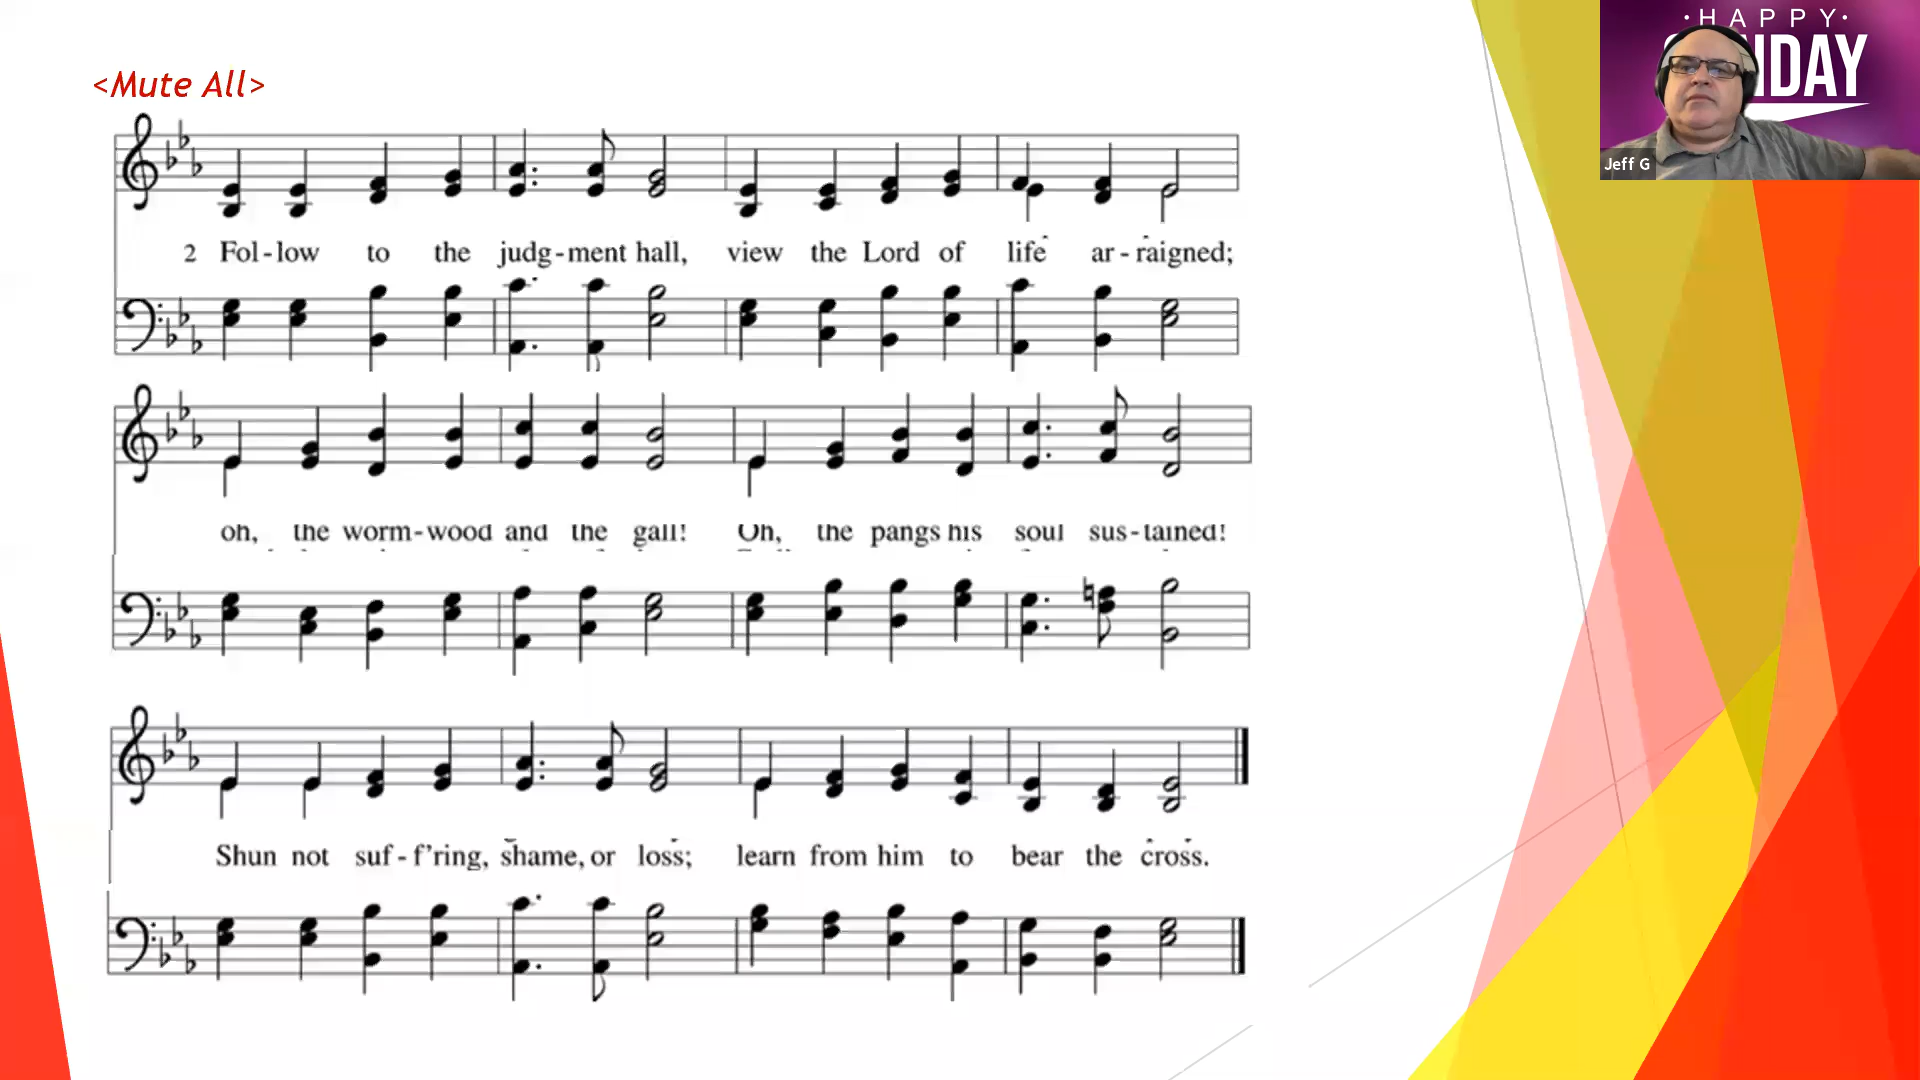 <Mute All>
2 Fol-low to the judg-ment hall, view the Lord of life ar-raigned;
oh, the worm-wood and the gall! Oh, the pangs his soul sus-tained!
Shun not suf-f'ring, shame, or loss; learn from him to bear the cross.
·HAPPY·
NDAY
Jeff G